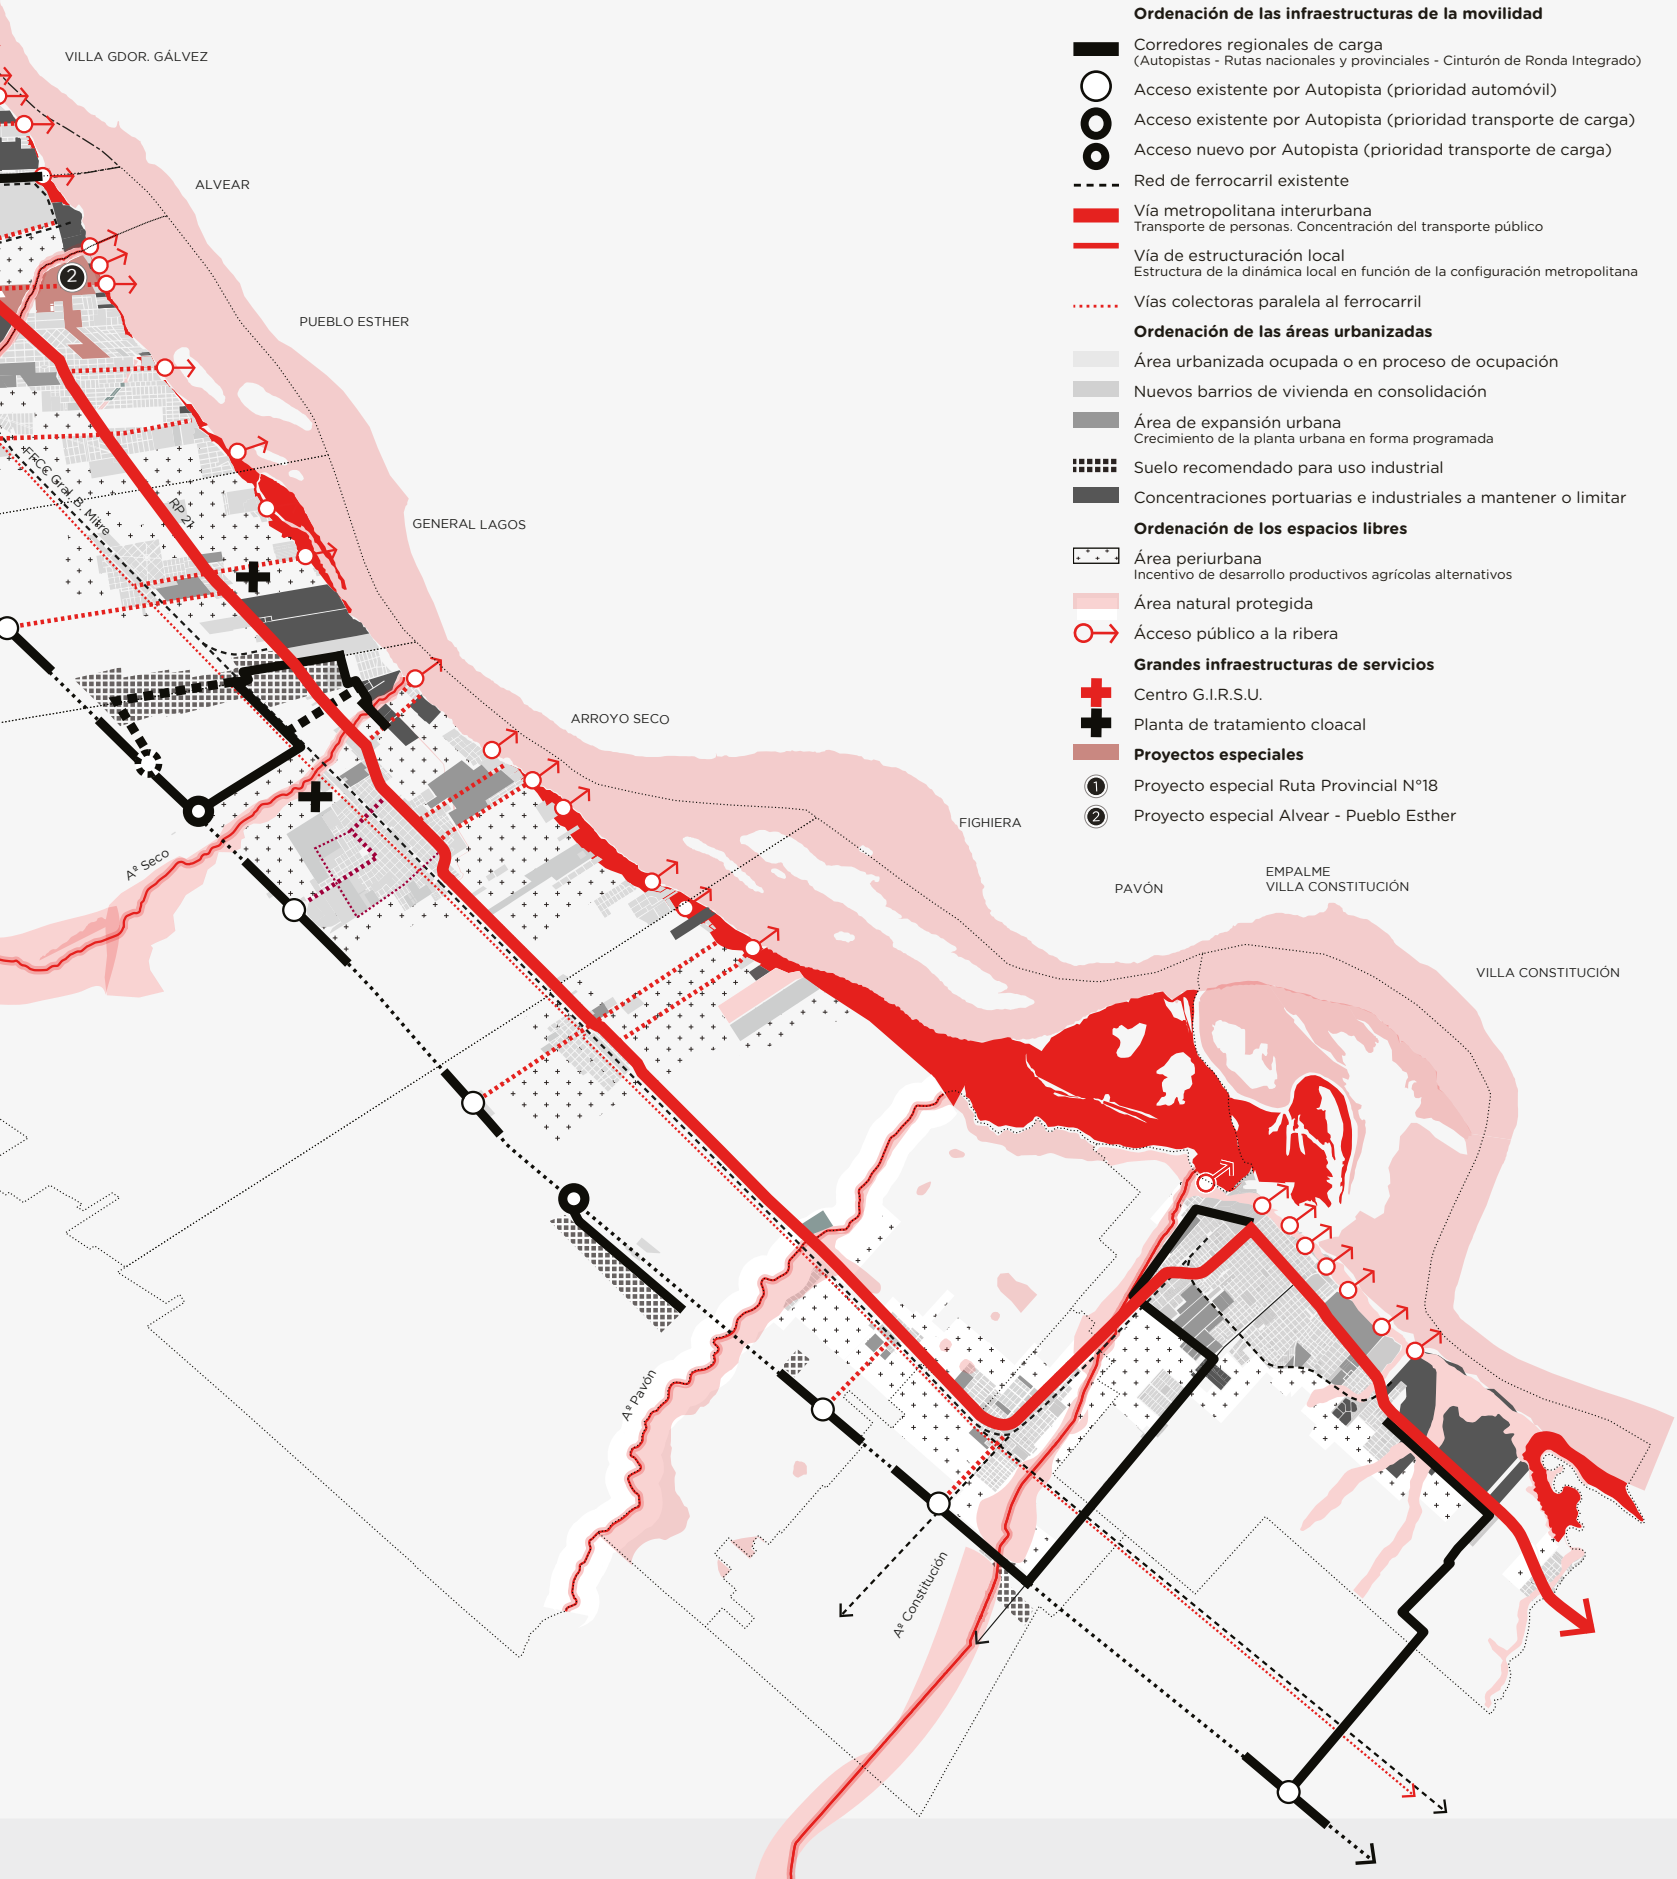 VILLA GDOR. GÁLVEZ
ALVEAR
2
PUEBLO ESTHER
FFCC Gral. B. Mitre
RP 21
GENERAL LAGOS
ARROYO SECO
Aº Seco
FIGHIERA
PAVÓN
EMPALME
VILLA CONSTITUCIÓN
VILLA CONSTITUCIÓN
Aº Pavón
Aº Constitución
Ordenación de las infraestructuras de la movilidad
Corredores regionales de carga
(Autopistas - Rutas nacionales y provinciales - Cinturón de Ronda Integrado)
Acceso existente por Autopista (prioridad automóvil)
Acceso existente por Autopista (prioridad transporte de carga)
Acceso nuevo por Autopista (prioridad transporte de carga)
Red de ferrocarril existente
Vía metropolitana interurbana
Transporte de personas. Concentración del transporte público
Vía de estructuración local
Estructura de la dinámica local en función de la configuración metropolitana
Vías colectoras paralela al ferrocarril
Ordenación de las áreas urbanizadas
Área urbanizada ocupada o en proceso de ocupación
Nuevos barrios de vivienda en consolidación
Área de expansión urbana
Crecimiento de la planta urbana en forma programada
Suelo recomendado para uso industrial
Concentraciones portuarias e industriales a mantener o limitar
Ordenación de los espacios libres
Área periurbana
Incentivo de desarrollo productivos agrícolas alternativos
Área natural protegida
Ácceso público a la ribera
Grandes infraestructuras de servicios
Centro G.I.R.S.U.
Planta de tratamiento cloacal
Proyectos especiales
1 Proyecto especial Ruta Provincial N°18
2 Proyecto especial Alvear - Pueblo Esther